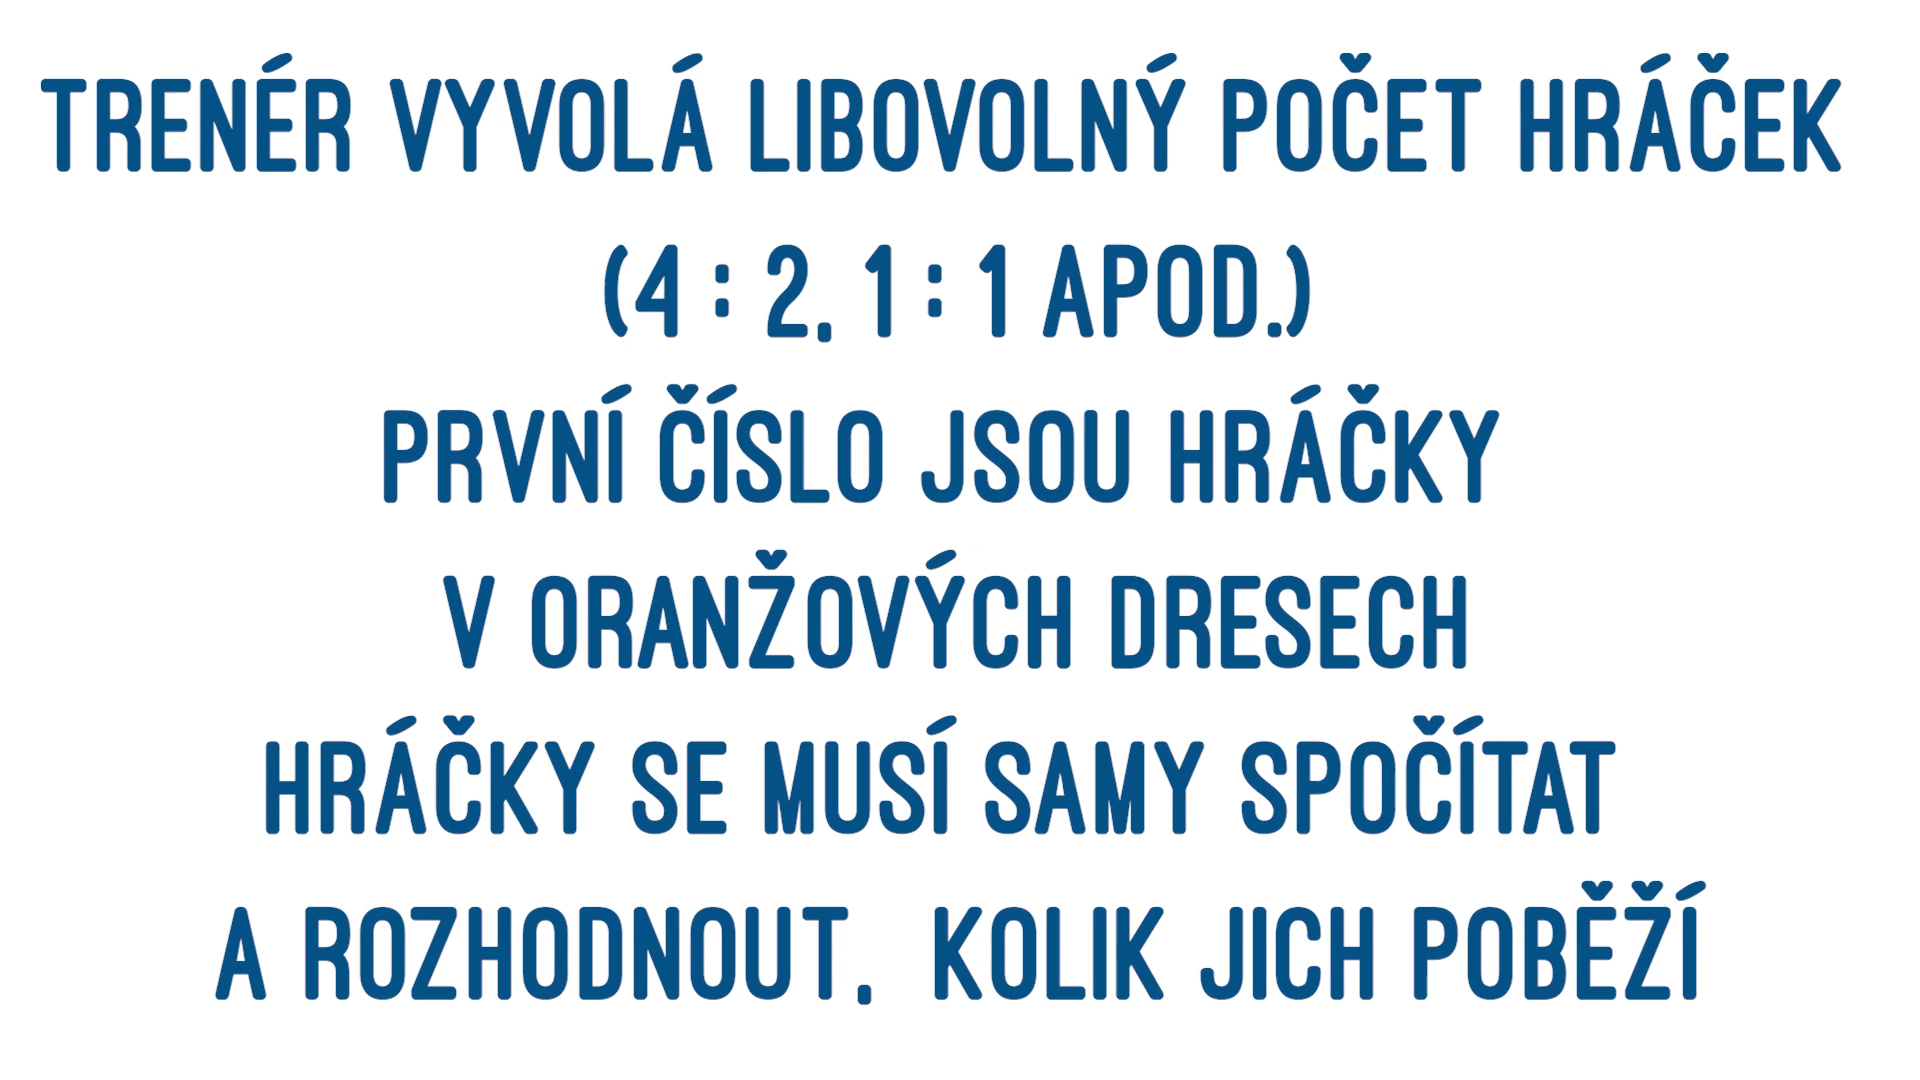 TRENÉR VYVOLÁ LIBOVOLNÝ POČET HRÁČEK
(4 : 2, 1 : 1 APOD.)
PRVNÍ ČÍSLO JSOU HRÁČKY
V ORANŽOVÝCH DRESECH
HRÁČKY SE MUSÍ SAMY SPOČÍTAT
A ROZHODNOUT, KOLIK JICH POBĚŽÍ